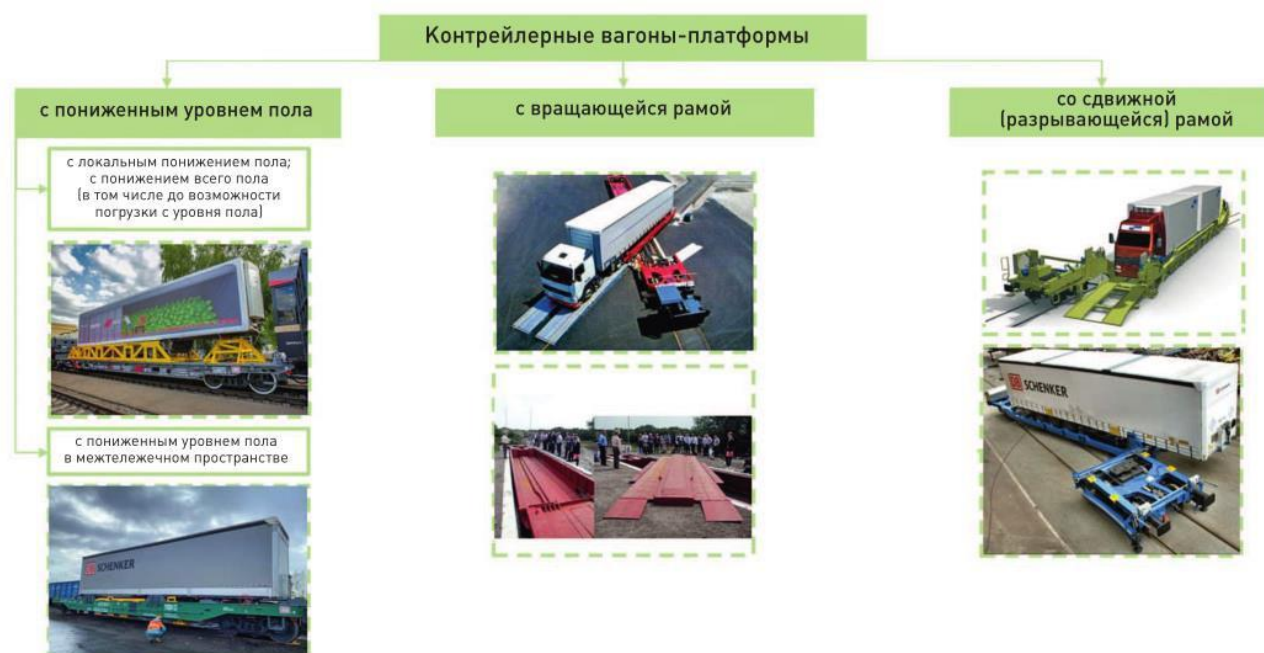 Контрейлерные вагоны-платформы
с пониженным уровнем пола
с локальным понижением пола;
с понижением всего пола
(в том числе до возможности
погрузки с уровня пола)
с пониженным уровнем пола
в межтележечном пространстве
SCHENKER
с вращающейся рамой
со сдвижной
(разрывающейся) рамой
DB SCHENKER